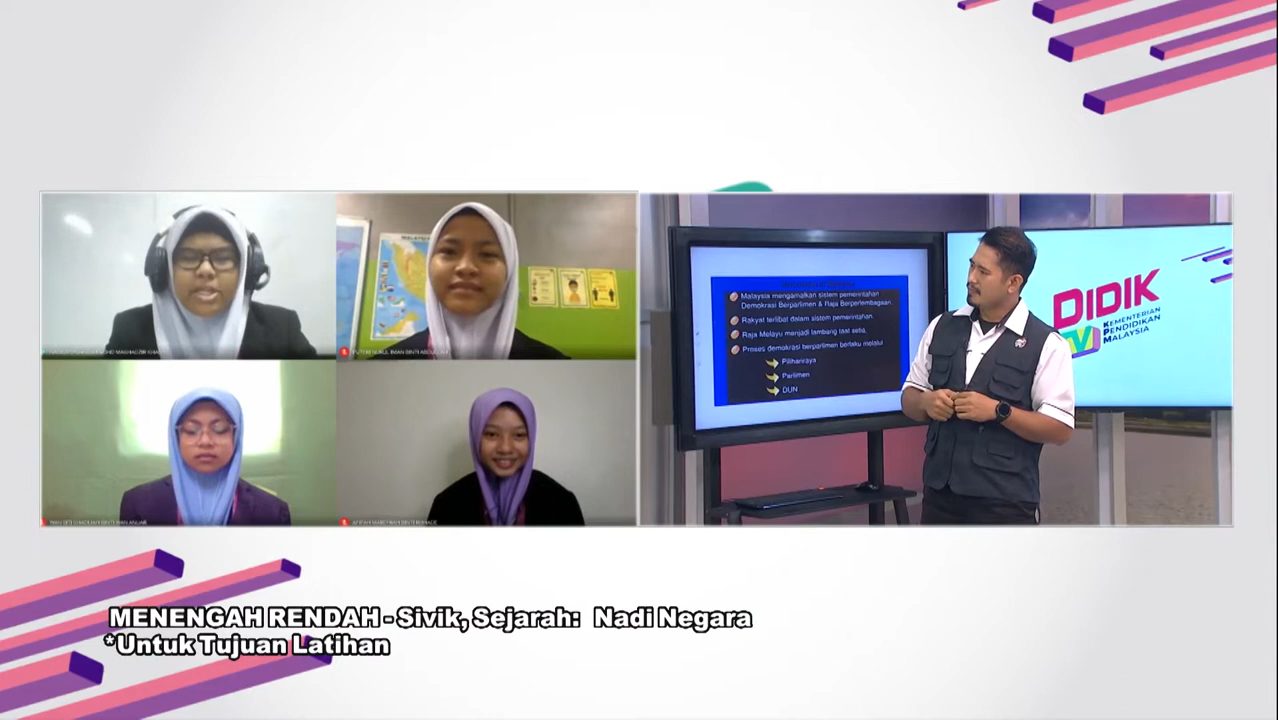 MALAYSIA
Malaysia mengamalkan sistem pemerintahan
Demokrasi Berparlimen & Raja Berperlembagaan.
Rakyat terlibat dalam sistem pemerintahan.
Raja Melayu menjadi lambang taat setia.
Proses demokrasi berparlimen berlaku melalui
Pilihanraya
Parlimen
DUN
DIDIK
TV
KEMENTERIAN
PENDIDIKAN
MALAYSIA
MENENGAH RENDAH - Sivik, Sejarah: Nadi Negara
*Untuk Tujuan Latihan